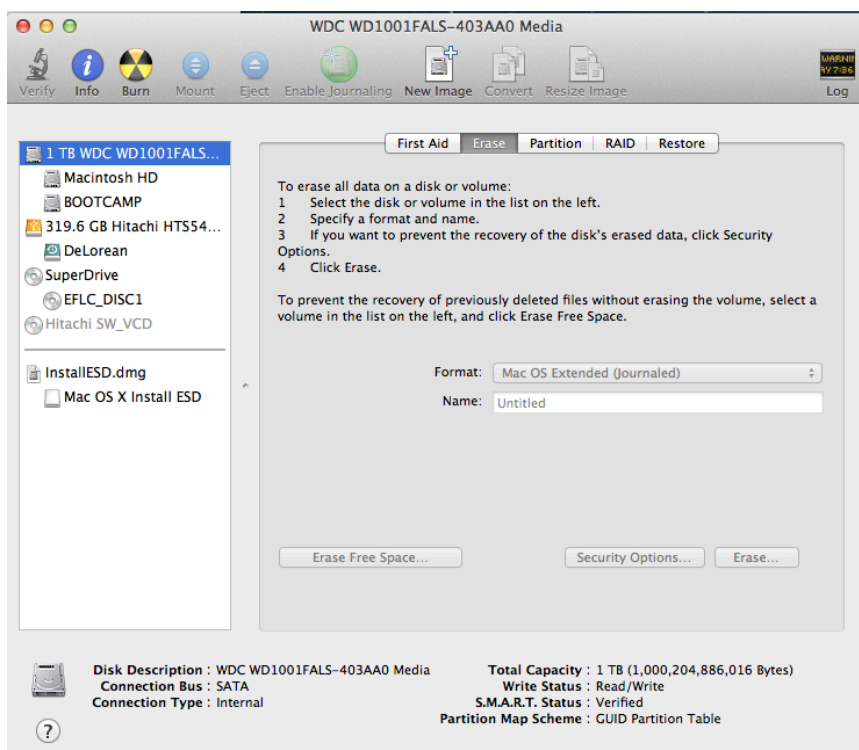 WDC WD1001FALS-403AA0 Media
Verify Info Burn Mount Eject Enable Journaling New Image Convert Resize Image Log
WARNI
AY 7:36
First Aid Erase Partition RAID Restore
1 TB WDC WD1001FALS...
Macintosh HD
BOOTCAMP
319.6 GB Hitachi HTS54...
DeLorean
SuperDrive
EFLC_DISC1
Hitachi SW_VCD
InstallESD.dmg
Mac OS X Install ESD
To erase all data on a disk or volume:
1 Select the disk or volume in the list on the left.
2 Specify a format and name.
3 If you want to prevent the recovery of the disk's erased data, click Security
Options.
4 Click Erase.
To prevent the recovery of previously deleted files without erasing the volume, select a
volume in the list on the left, and click Erase Free Space.
Format: Mac OS Extended (Journaled)
Name: Untitled
Erase Free Space... Security Options... Erase...
Disk Description : WDC WD1001FALS-403AA0 Media
Connection Bus : SATA
Connection Type : Internal
Total Capacity : 1 TB (1,000,204,886,016 Bytes)
Write Status : Read/Write
S.M.A.R.T. Status : Verified
Partition Map Scheme : GUID Partition Table
?